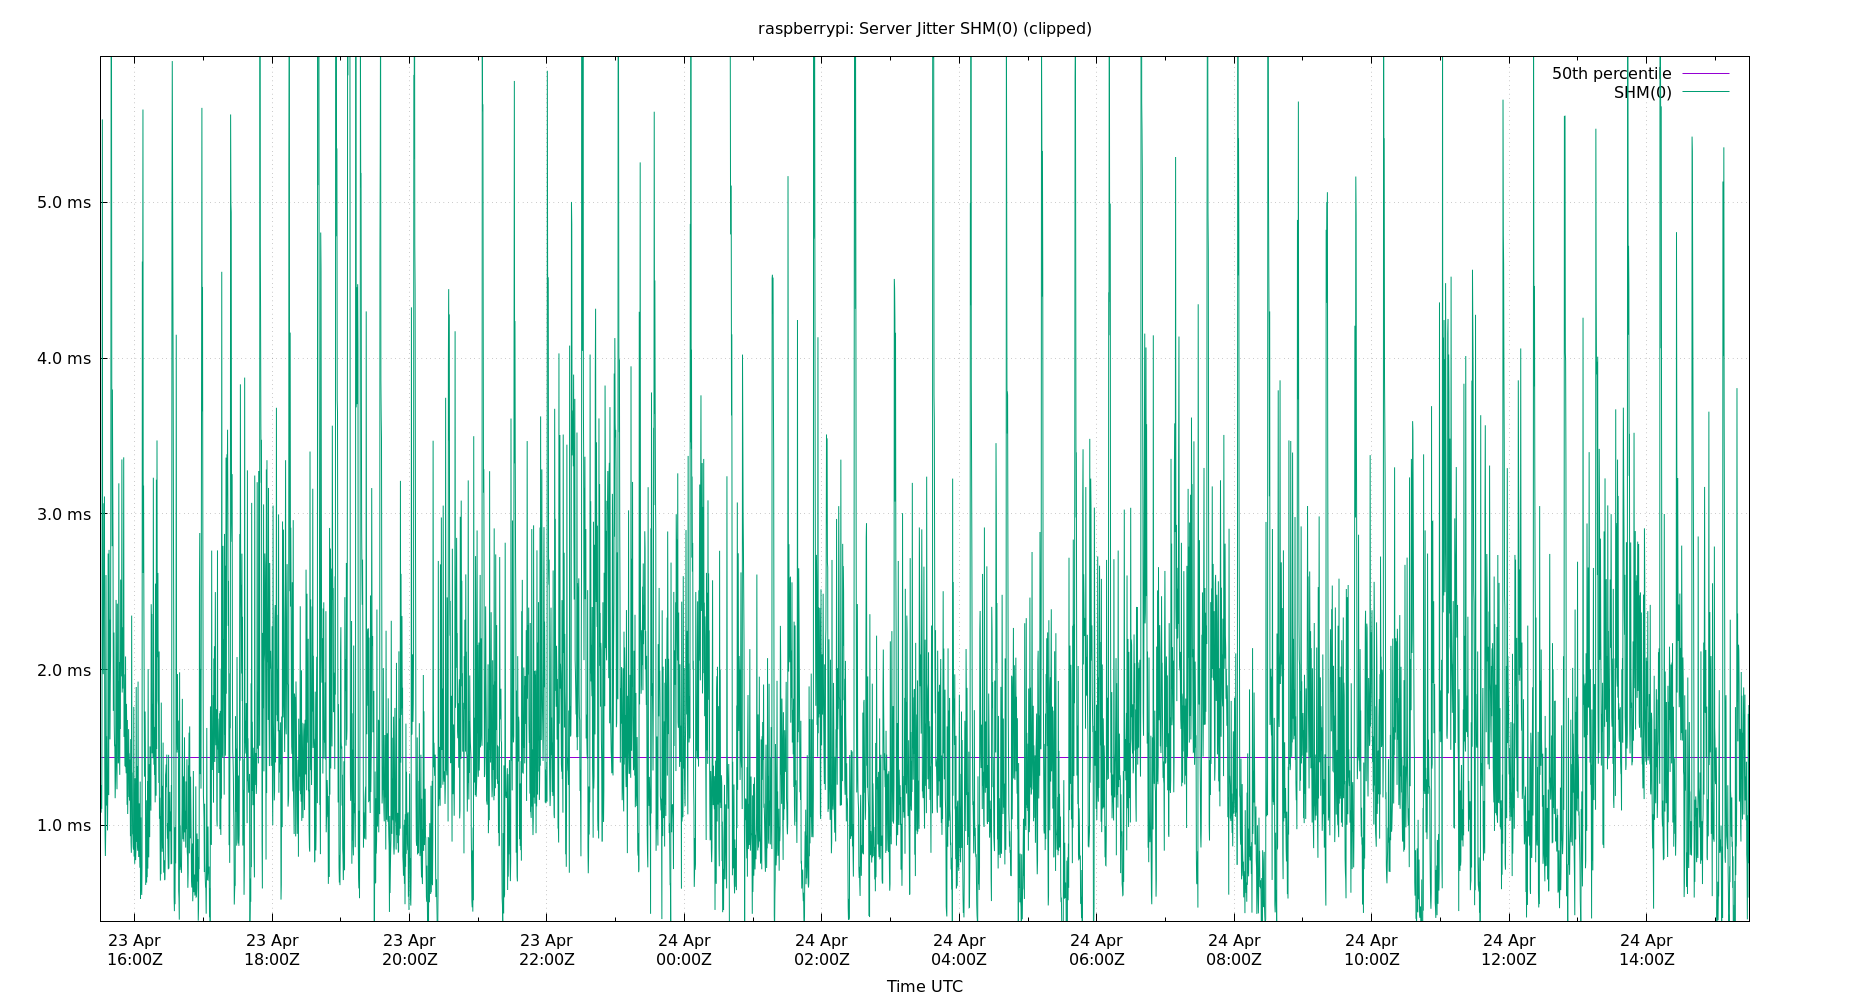 raspberrypi: Server Jitter SHM(0) (clipped)
50th percentile
SHM(0)
5.0 ms
4.0 ms
3.0 ms
2.0 ms
1.0 ms
23 Apr 23 Apr 23 Apr 23 Apr 24 Apr 24 Apr 24 Apr 24 Apr 24 Apr 24 Apr 24 Apr 24 Apr
16:00Z 18:00Z 20:00Z 22:00Z 00:00Z 02:00Z 04:00Z 06:00Z 08:00Z 10:00Z 12:00Z 14:00Z
Time UTC